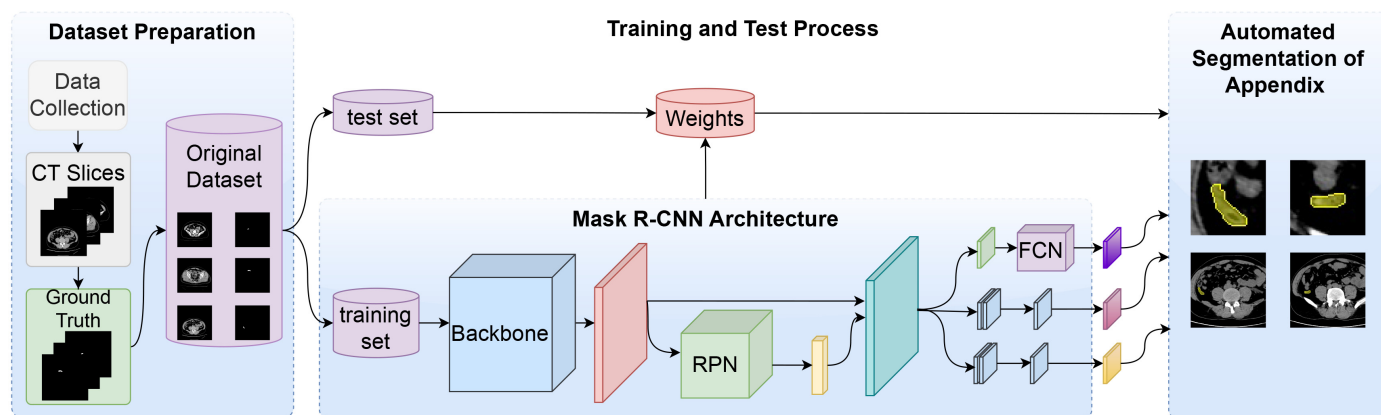 Dataset Preparation
Data
Collection
CT Slices
Ground
Truth
Original
Dataset
Training and Test Process
test set
Weights
Mask R-CNN Architecture
training
set
Backbone
RPN
FCN
Automated
Segmentation of
Appendix